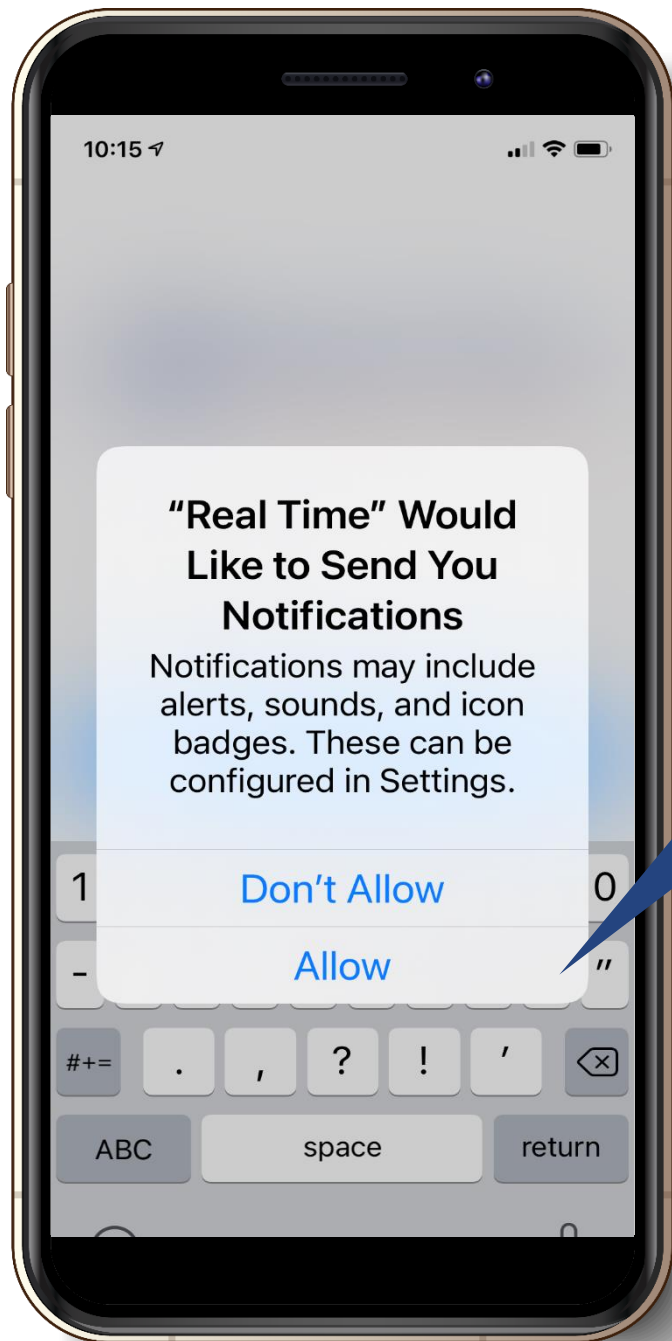 10:15
“Real Time” Would
Like to Send You
Notifications
Notifications may include
alerts, sounds, and icon
badges. These can be
configured in Settings.
Don’t Allow
Allow
1 0
- "
#+= . , ? ! ’
ABC space return